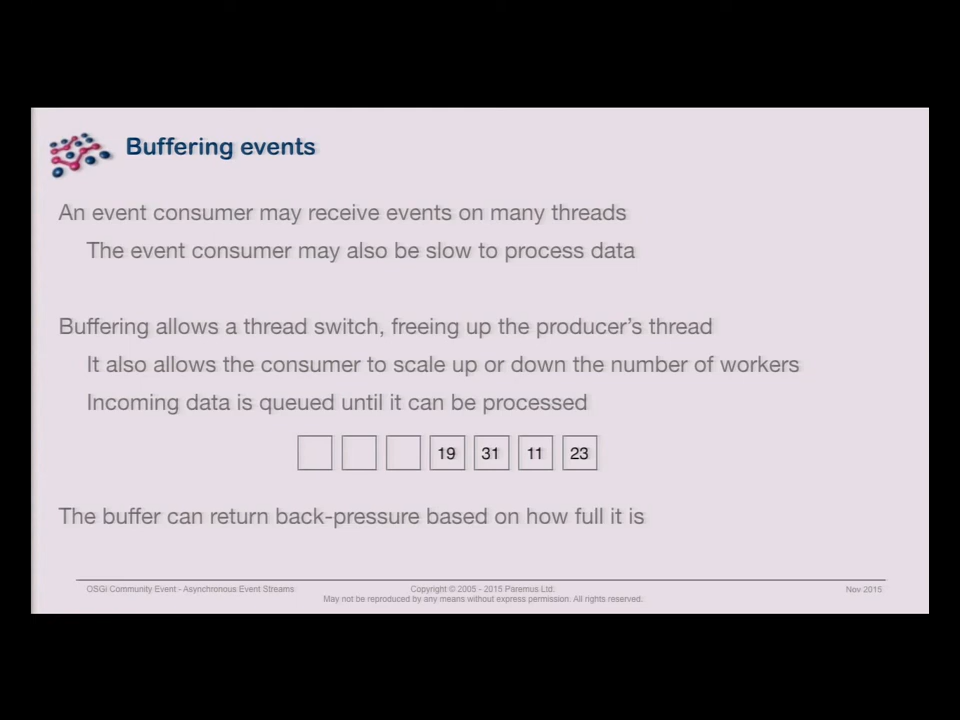 Buffering events
An event consumer may receive events on many threads
The event consumer may also be slow to process data
Buffering allows a thread switch, freeing up the producer's thread
It also allows the consumer to scale up or down the number of workers
Incoming data is queued until it can be processed
19 31 11 23
The buffer can return back-pressure based on how full it is
OSGi Community Event - Asynchronous Event Streams
Copyright © 2005 - 2015 Paremus Ltd.
May not be reproduced by any means without express permission. All rights reserved.
Nov 2015